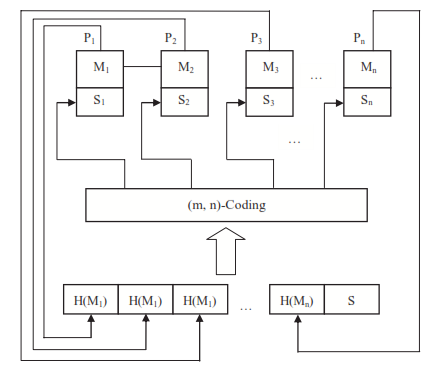 P1 P2 P3 Pn
M1 M2 M3 ... Mn
S1 S2 S3 Sn
...
(m, n)-Coding
H(M1) H(M1) H(M1) ... H(Mn) S